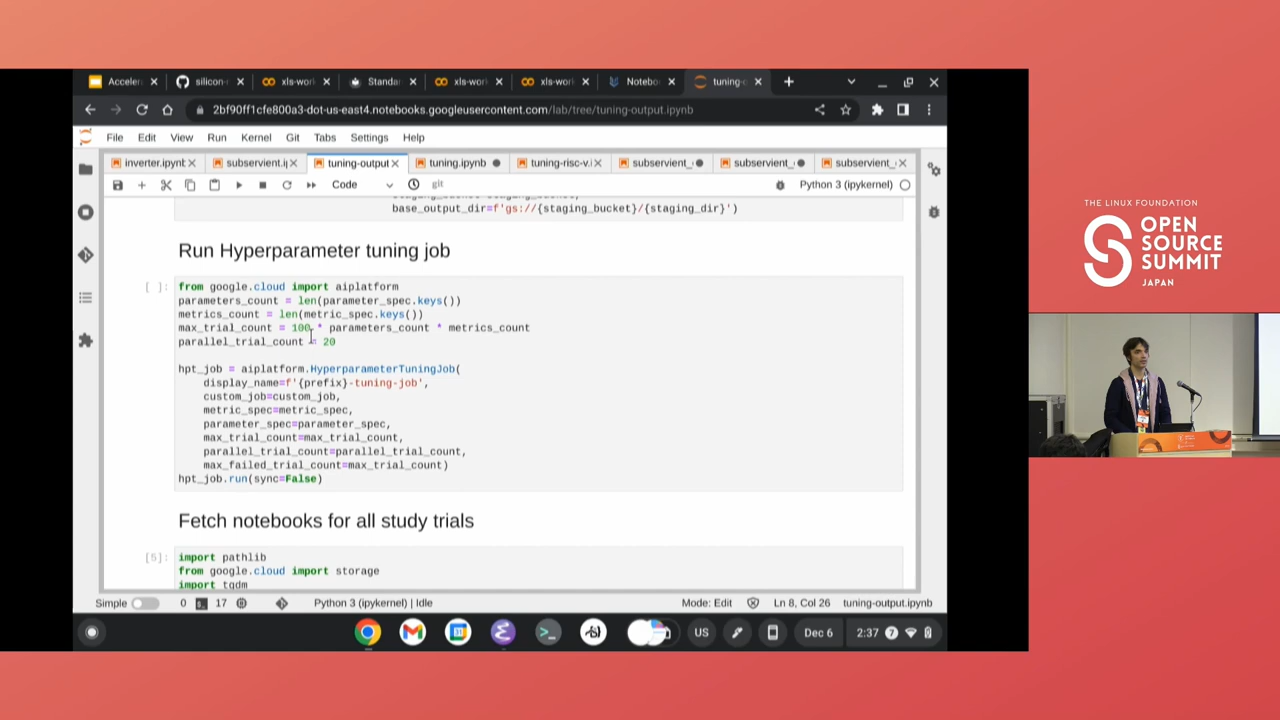 Acceler
silicon-
xls-wor
Standa
xls-wor
xls-wor
Notebo
tuning-o
2bf90ff1cfe800a3-dot-us-east4.notebooks.googleusercontent.com/lab/tree/tuning-output.ipynb
File Edit View Run Kernel Git Tabs Settings Help
inverter.ipynt
subservient.ij
tuning-output
tuning.ipynb
tuning-risc-v.i
subservient_
subservient_
subservient_
Code
git
Python 3 (ipykernel)
base_output_dir=f'gs://{staging_bucket}/{staging_dir}')
Run Hyperparameter tuning job
[ ]:
from google.cloud import aiplatform
parameters_count = len(parameter_spec.keys())
metrics_count = len(metric_spec.keys())
max_trial_count = 100 * parameters_count * metrics_count
parallel_trial_count = 20
hpt_job = aiplatform.HyperparameterTuningJob(
display_name=f'{prefix}-tuning-job',
custom_job=custom_job,
metric_spec=metric_spec,
parameter_spec=parameter_spec,
max_trial_count=max_trial_count,
parallel_trial_count=parallel_trial_count,
max_failed_trial_count=max_trial_count)
hpt_job.run(sync=False)
Fetch notebooks for all study trials
[5]:
import pathlib
from google.cloud import storage
import tqdm
Simple 0 17 Python 3 (ipykernel) | Idle Mode: Edit Ln 8, Col 26 tuning-output.ipynb
US Dec 6 2:37 7
THE LINUX FOUNDATION
OPEN
SOURCE
SUMMIT
JAPAN